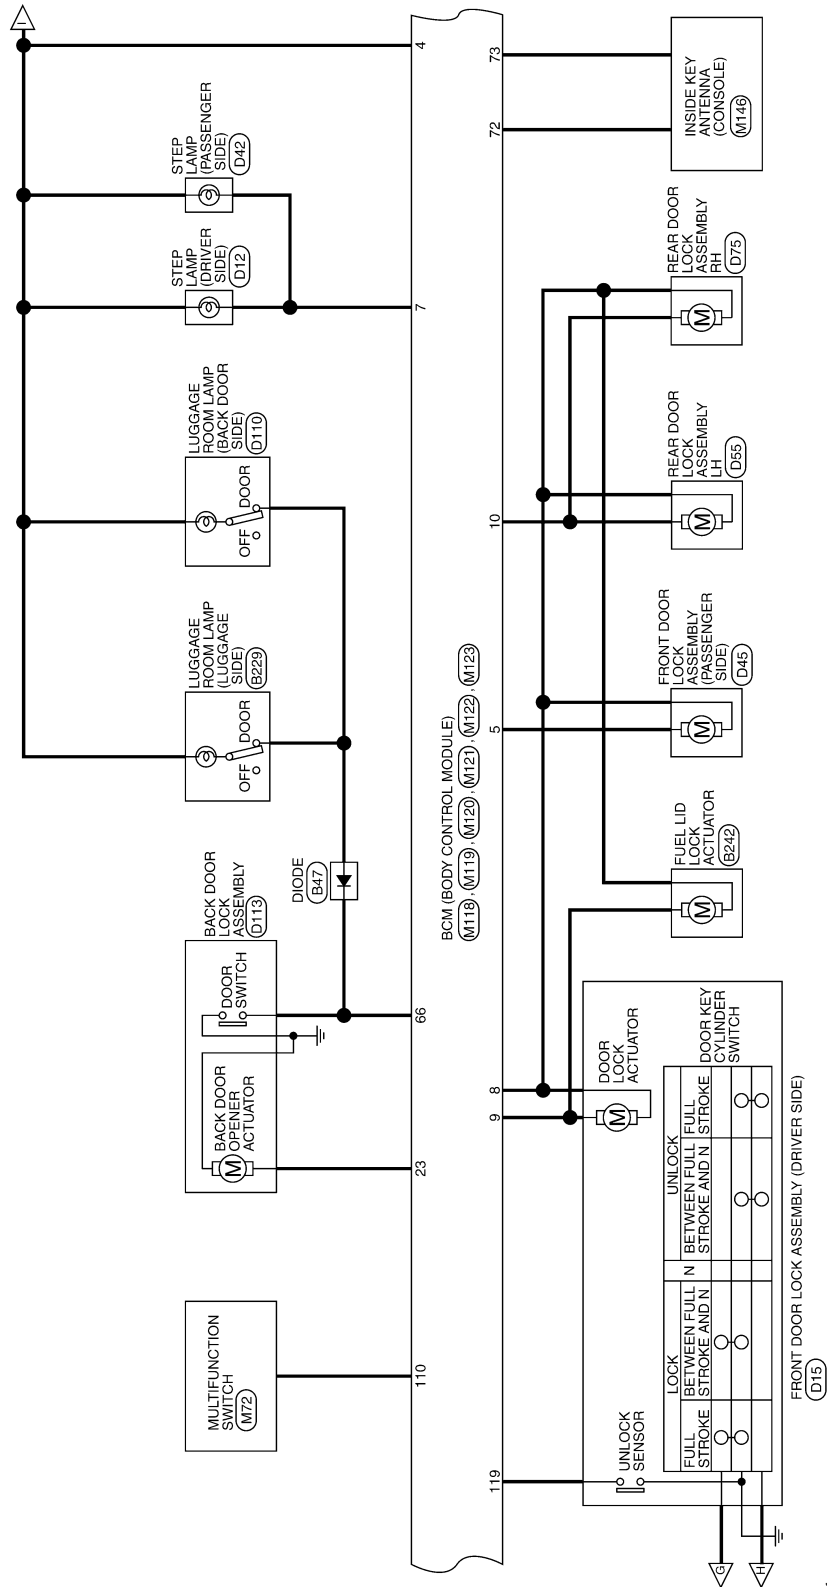 I
4
STEP
LAMP
(PASSENGER
SIDE)
D42
STEP
LAMP
(DRIVER
SIDE)
D12
7
LUGGAGE
ROOM LAMP
(BACK DOOR
SIDE)
D110
OFF
DOOR
LUGGAGE
ROOM LAMP
(LUGGAGE
SIDE)
B229
OFF
DOOR
DIODE
B47
BACK DOOR
LOCK
ASSEMBLY
D113
DOOR
SWITCH
BACK DOOR
OPENER
ACTUATOR
M
66
23
MULTIFUNCTION
SWITCH
M72
110
BCM (BODY CONTROL MODULE)
M118 , M119 , M120 , M121 , M122 , M123
73
72
INSIDE KEY
ANTENNA
(CONSOLE)
M146
REAR DOOR
LOCK
ASSEMBLY
RH
D75
M
10
REAR DOOR
LOCK
ASSEMBLY
LH
D55
M
5
FRONT DOOR
LOCK
ASSEMBLY
(PASSENGER
SIDE)
D45
M
FUEL LID
LOCK
ACTUATOR
B242
M
8
9
DOOR
LOCK
ACTUATOR
M
DOOR KEY
CYLINDER
SWITCH
LOCK
N
UNLOCK
FULL
STROKE
BETWEEN FULL
STROKE AND N
BETWEEN FULL
STROKE AND N
FULL
STROKE
119
UNLOCK
SENSOR
G
H
FRONT DOOR LOCK ASSEMBLY (DRIVER SIDE)
D15